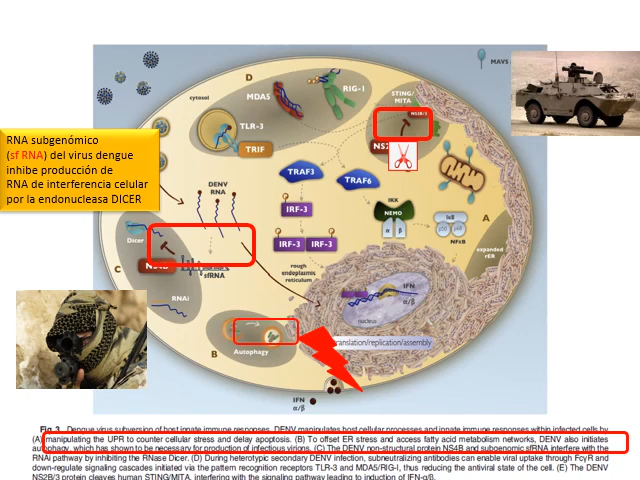 MAVS
D
cytosol
MDA5
RIG-I
STING/
MITA
NS2B/3
NS2
TLR-3
TRIF
RNA subgenómico
(sf RNA) del virus dengue
inhibe producción de
RNA de interferencia celular
por la endonucleasa DICER
TRAF3
TRAF6
DENV
RNA
IKK
NEMO
α
β
IRF-3
IRF-3
IRF-3
IκB
p50
p65
NFκB
A
expanded
rER
Dicer
NS4B
sfRNA
C
RNAi
rough
endoplasmic
reticulum
IFN
α/β
nucleus
translation/replication/assembly
B
Autophagy
E
IFN
α/β
Fig. 3. Dengue virus subversion of host innate immune responses. DENV manipulates host cellular processes and innate immune responses within infected cells by
(A) manipulating the UPR to counter cellular stress and delay apoptosis. (B) To offset ER stress and access fatty acid metabolism networks, DENV also initiates
autophagy, which has shown to be necessary for production of infectious virions. (C) The DENV non-structural protein NS4B and subgenomic sfRNA interfere with the
RNAi pathway by inhibiting the RNase Dicer. (D) During heterotypic secondary DENV infection, subneutralizing antibodies can enable viral uptake through FcγR and
down-regulate signaling cascades initiated via the pattern recognition receptors TLR-3 and MDA5/RIG-I, thus reducing the antiviral state of the cell. (E) The DENV
NS2B/3 protein cleaves human STING/MITA, interfering with the signaling pathway leading to induction of IFN-α/β.